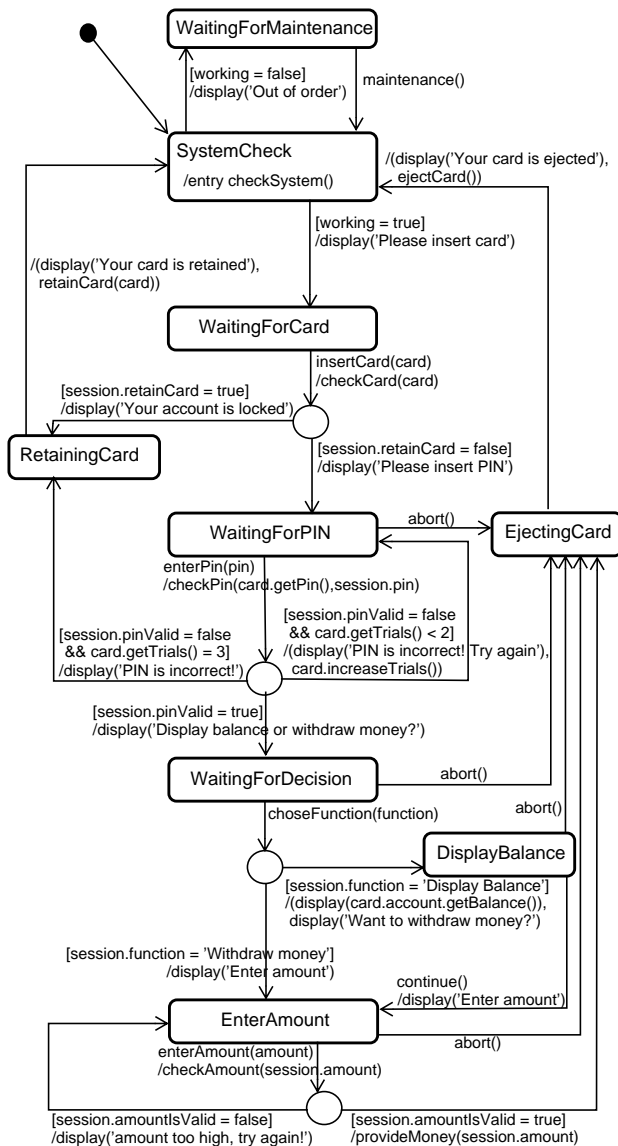 WaitingForMaintenance
[working = false]
/display('Out of order')
maintenance()
SystemCheck
/entry checkSystem()
/(display('Your card is ejected'),
ejectCard())
[working = true]
/display('Please insert card')
/(display('Your card is retained'),
retainCard(card))
WaitingForCard
insertCard(card)
/checkCard(card)
[session.retainCard = true]
/display('Your account is locked')
RetainingCard
[session.retainCard = false]
/display('Please insert PIN')
WaitingForPIN
abort()
EjectingCard
enterPin(pin)
/checkPin(card.getPin(),session.pin)
[session.pinValid = false
&& card.getTrials() = 3]
/display('PIN is incorrect!')
[session.pinValid = false
&& card.getTrials() < 2]
/(display('PIN is incorrect! Try again'),
card.increaseTrials())
[session.pinValid = true]
/display('Display balance or withdraw money?')
WaitingForDecision
abort()
choseFunction(function)
abort()
DisplayBalance
[session.function = 'Display Balance']
/(display(card.account.getBalance()),
display('Want to withdraw money?')
[session.function = 'Withdraw money']
/display('Enter amount')
continue()
/display('Enter amount')
EnterAmount
abort()
enterAmount(amount)
/checkAmount(session.amount)
[session.amountIsValid = false]
/display('amount too high, try again!')
[session.amountIsValid = true]
/provideMoney(session.amount)